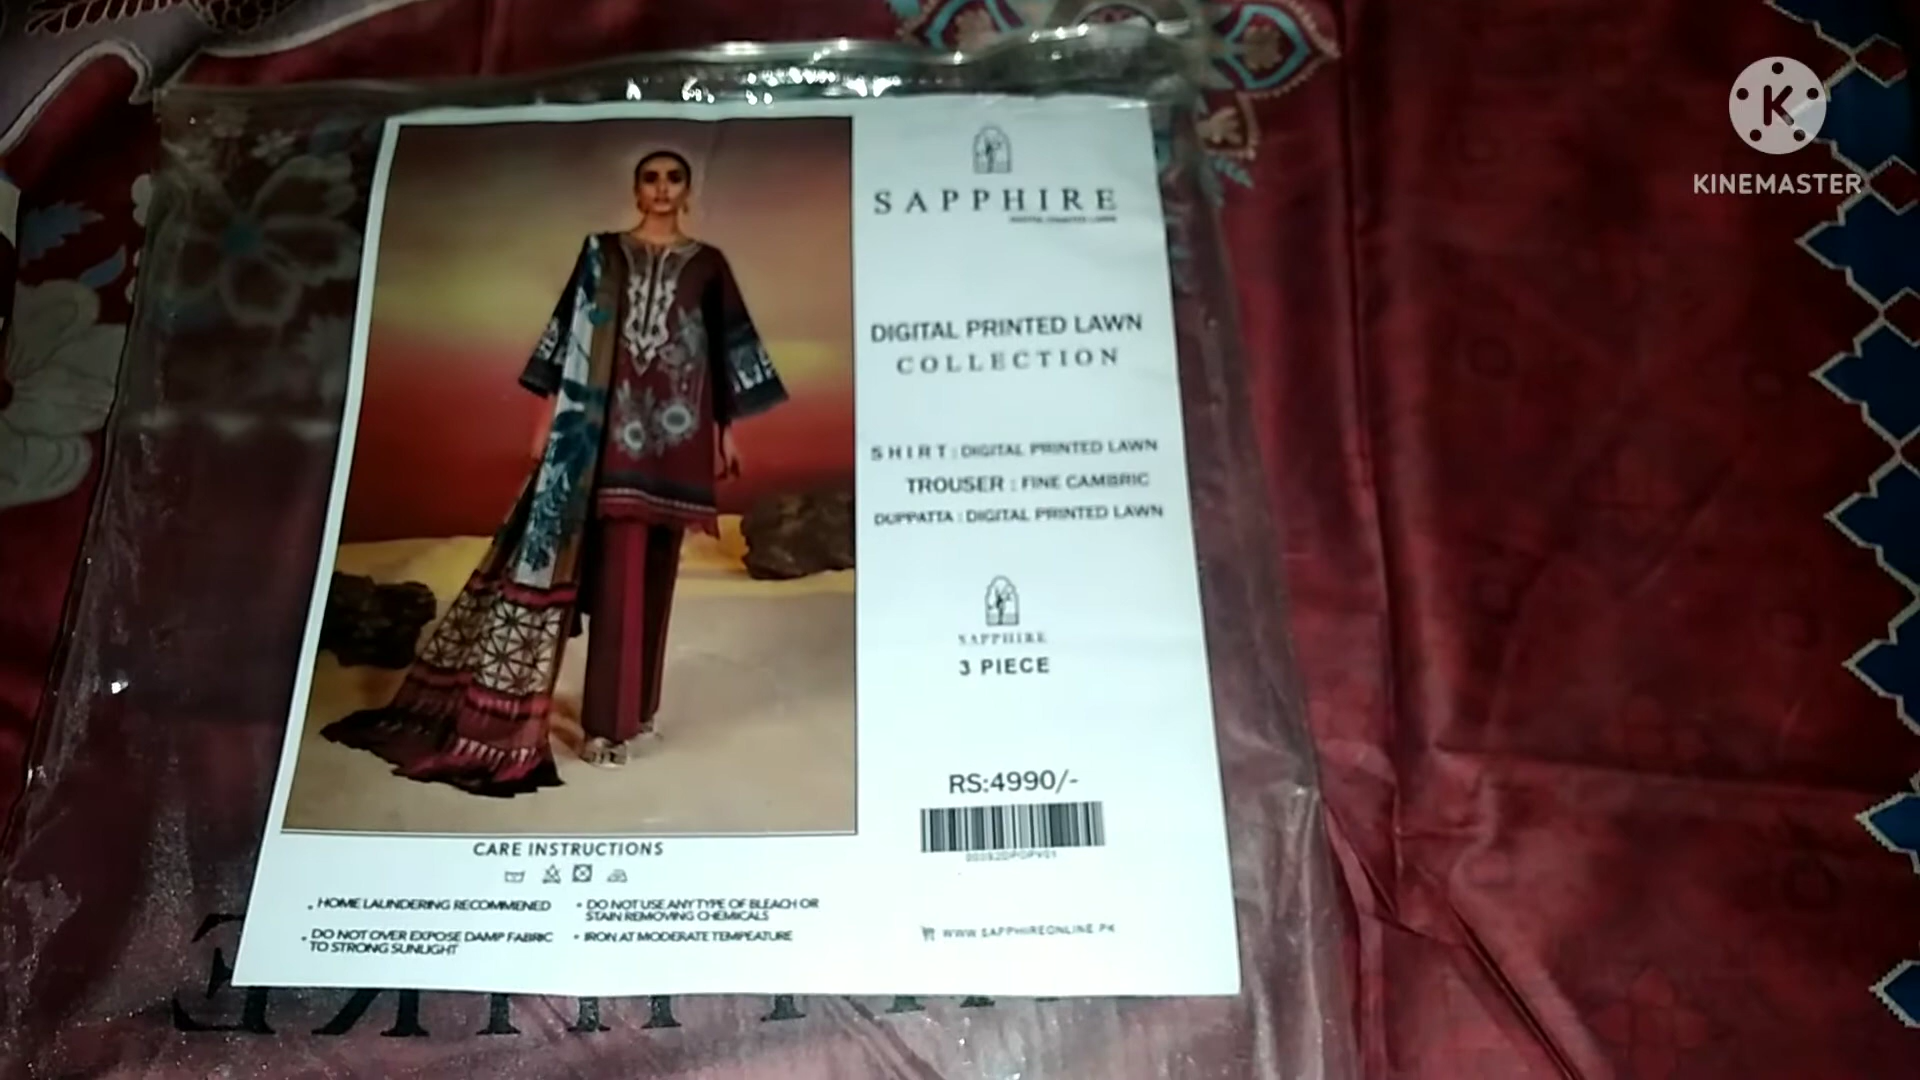 KINEMASTER
SAPPHIRE
DIGITAL PRINTED LAWN
COLLECTION
SHIRT : DIGITAL PRINTED LAWN
TROUSER : FINE CAMBRIC
DUPPATTA : DIGITAL PRINTED LAWN
SAPPHIRE
3 PIECE
RS:4990/-
WWW.SAPPHIREONLINE.PK
CARE INSTRUCTIONS
. HOME LAUNDERING RECOMMENED
. DO NOT OVER EXPOSE DAMP FABRIC
TO STRONG SUNLIGHT
• DO NOT USE ANY TYPE OF BLEACH OR
STAIN REMOVING CHEMICALS
• IRON AT MODERATE TEMPEATURE